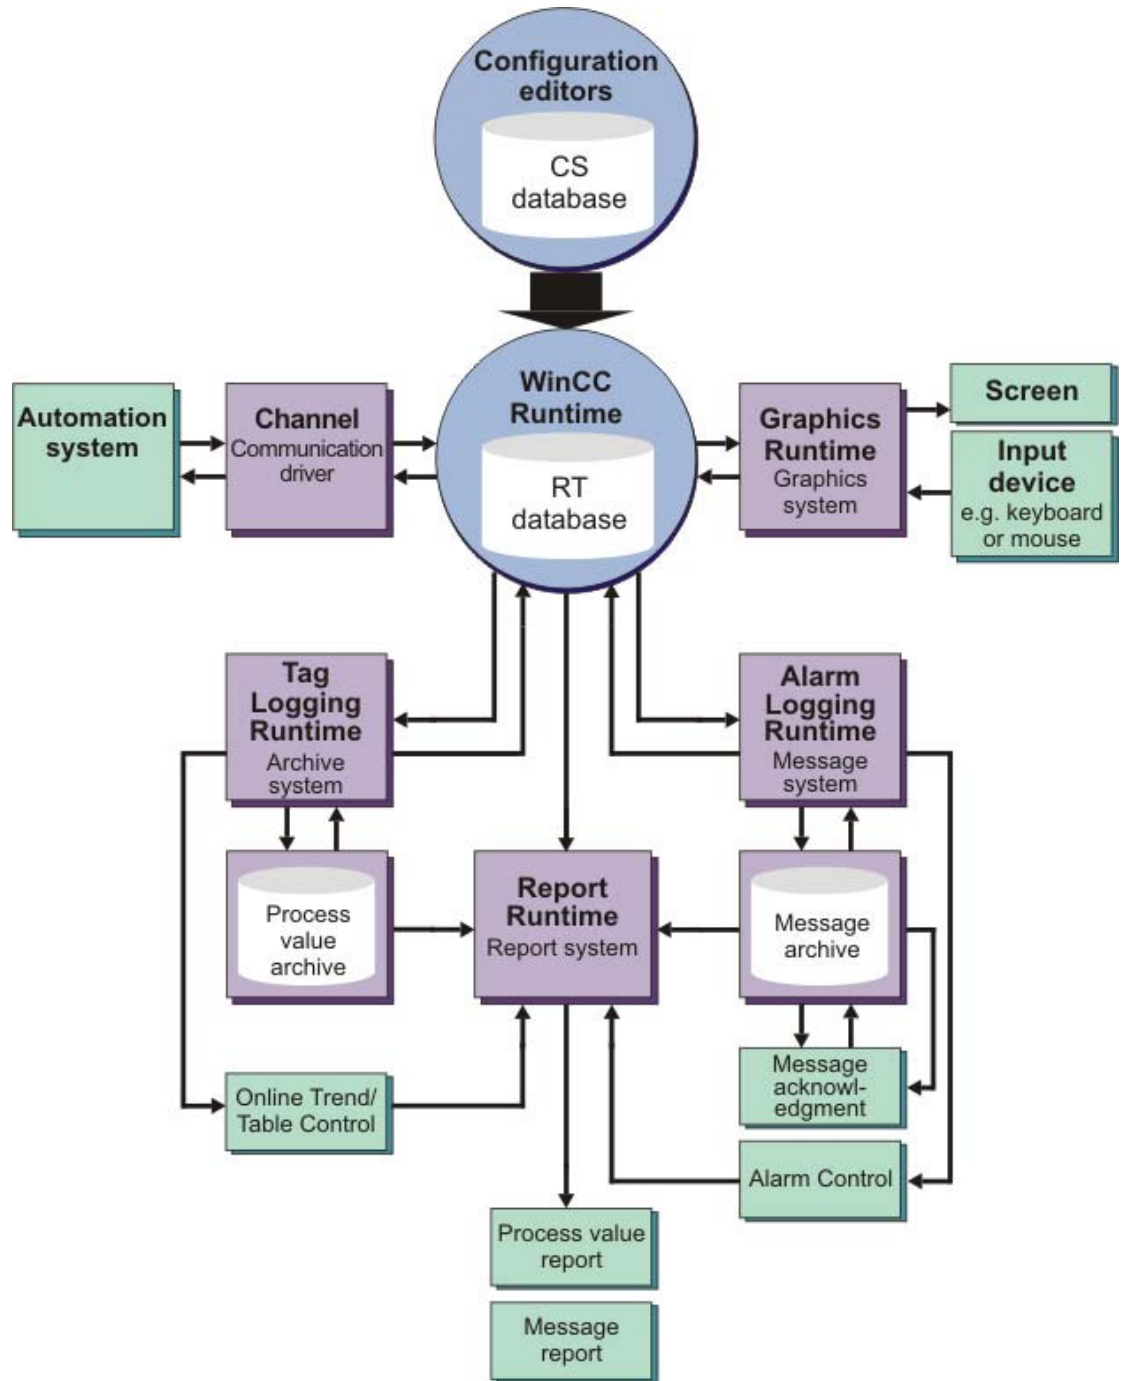 Configuration
editors
CS
database
WinCC
Runtime
RT
database
Automation
system
Channel
Communication
driver
Graphics
Runtime
Graphics
system
Screen
Input
device
e.g. keyboard
or mouse
Tag
Logging
Runtime
Archive
system
Alarm
Logging
Runtime
Message
system
Process
value
archive
Report
Runtime
Report system
Message
archive
Online Trend/
Table Control
Message
acknowl-
edgment
Alarm Control
Process value
report
Message
report